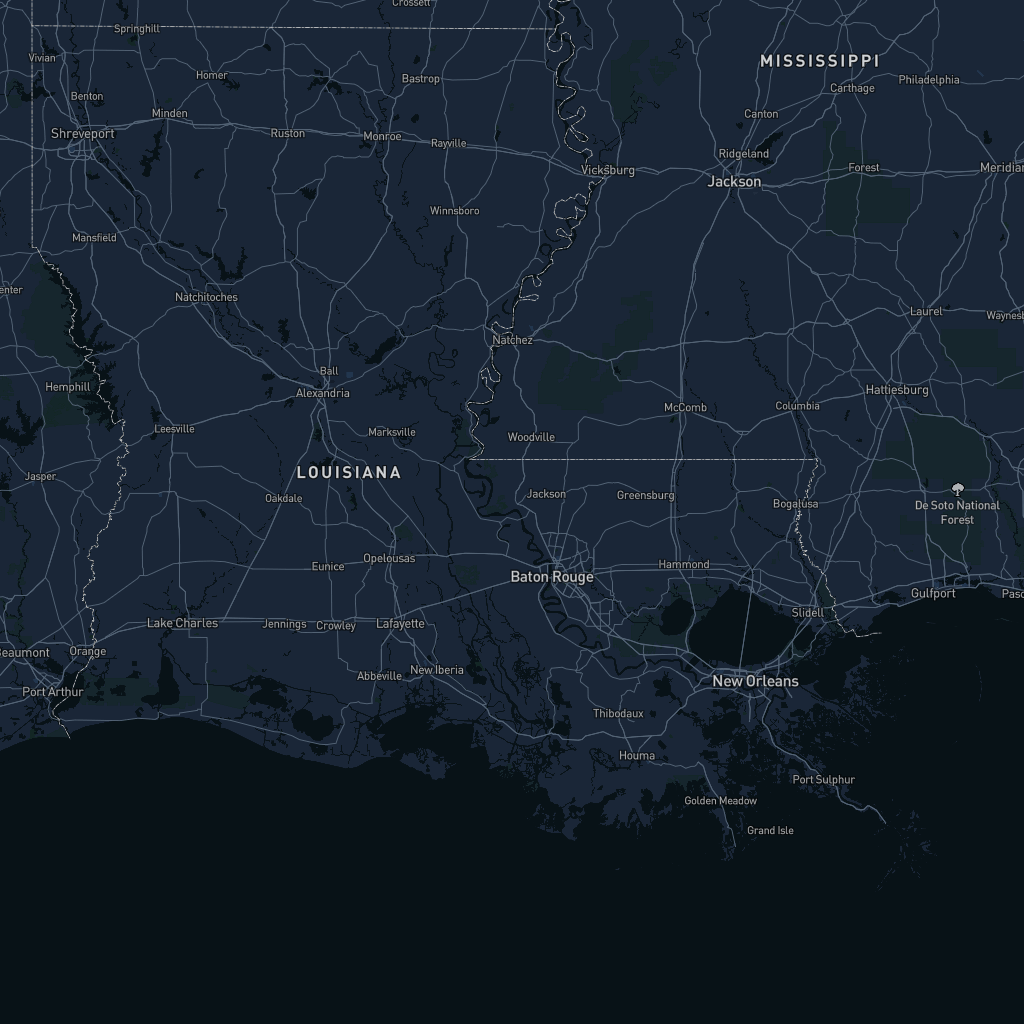 Crossett
Springhill
Vivian
MISSISSIPPI
Homer
Bastrop
Philadelphia
Carthage
Benton
Minden
Canton
Shreveport
Ruston
Monroe
Rayville
Ridgeland
Vicksburg
Forest
Meridian
Jackson
Winnsboro
Mansfield
enter
Natchitoches
Laurel
Waynesb
Natchez
Ball
Hemphill
Alexandria
Hattiesburg
McComb
Columbia
Leesville
Marksville
Woodville
LOUISIANA
Jasper
Oakdale
Jackson
Greensburg
Bogalusa
De Soto National
Forest
Opelousas
Eunice
Hammond
Baton Rouge
Gulfport
Pasc
Slidell
Lake Charles
Jennings
Crowley
Lafayette
Beaumont
Orange
Abbeville
New Iberia
New Orleans
Port Arthur
Thibodaux
Houma
Port Sulphur
Golden Meadow
Grand Isle